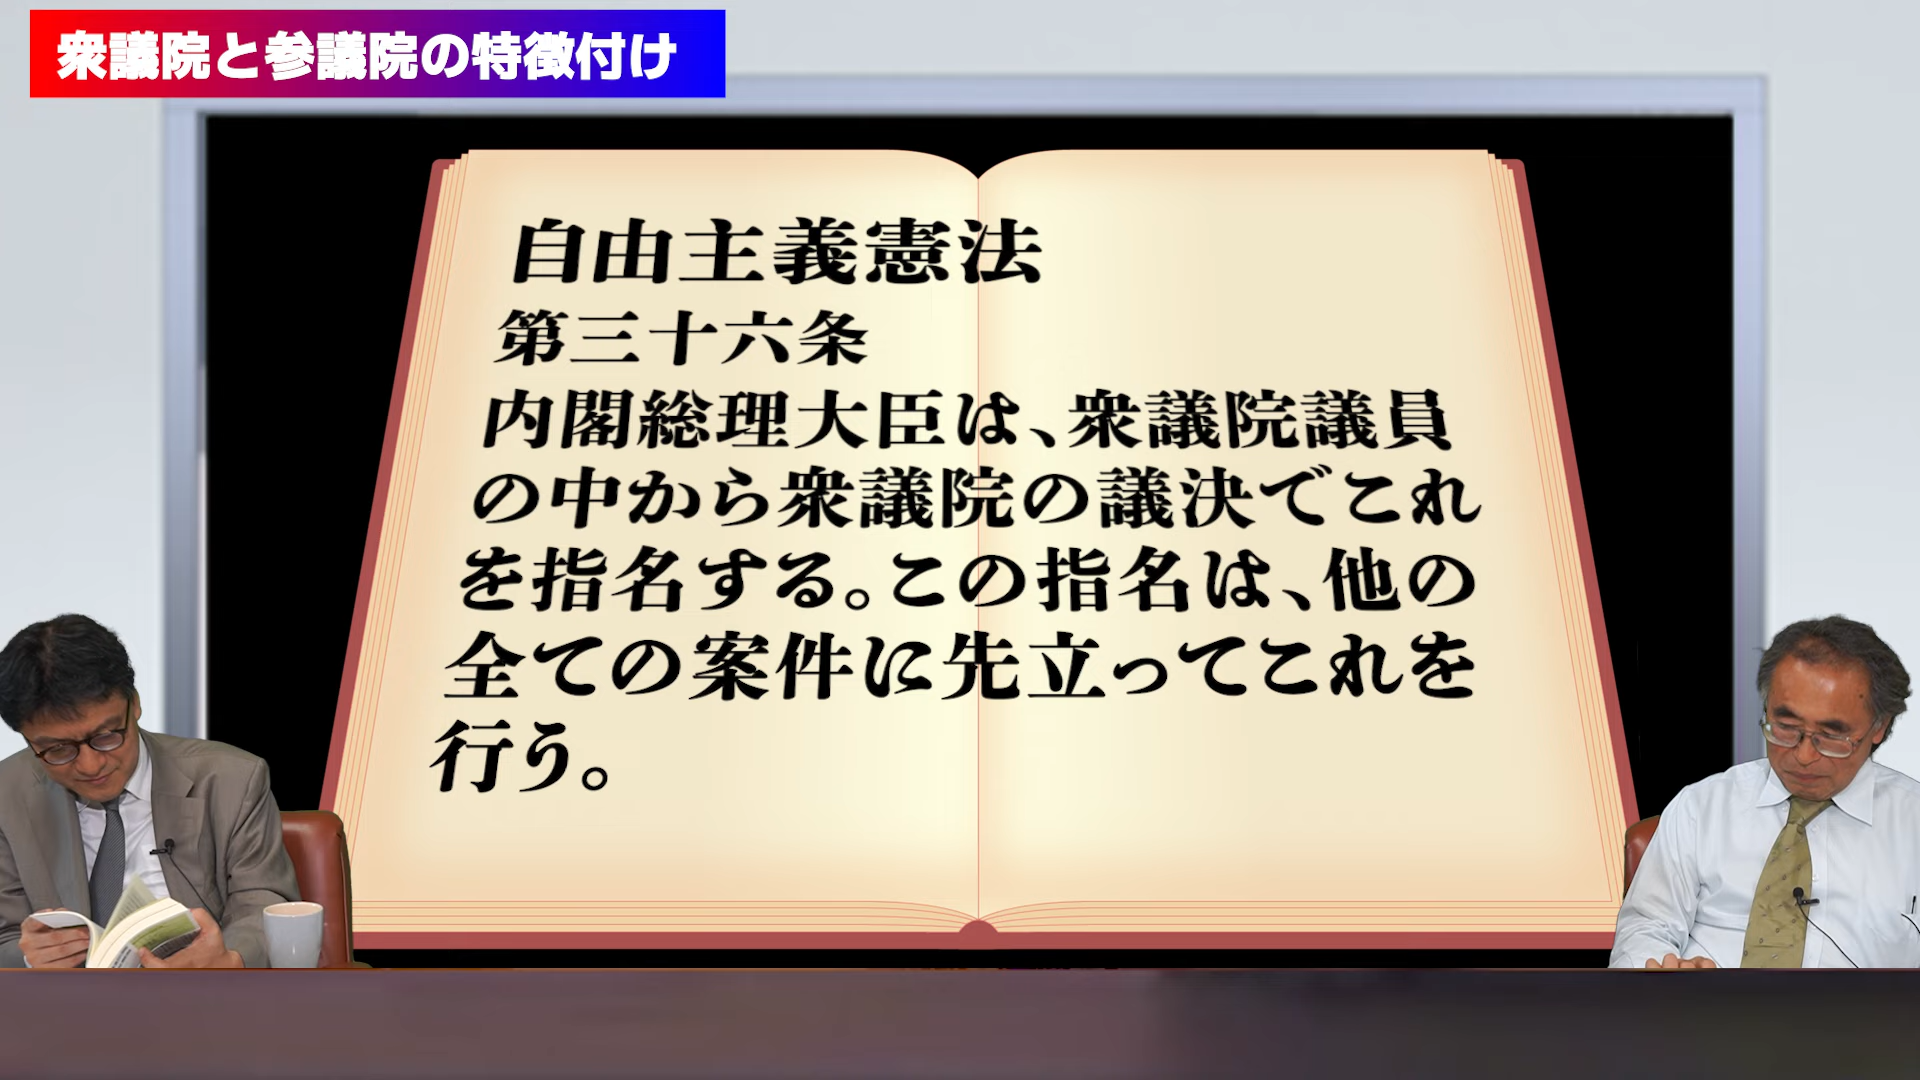 衆議院と参議院の特徴付け
自由主義憲法
第三十六条
内閣総理大臣は、衆議院議員
の中から衆議院の議決でこれ
を指名する。この指名は、他の
全ての案件に先立ってこれを
行う。